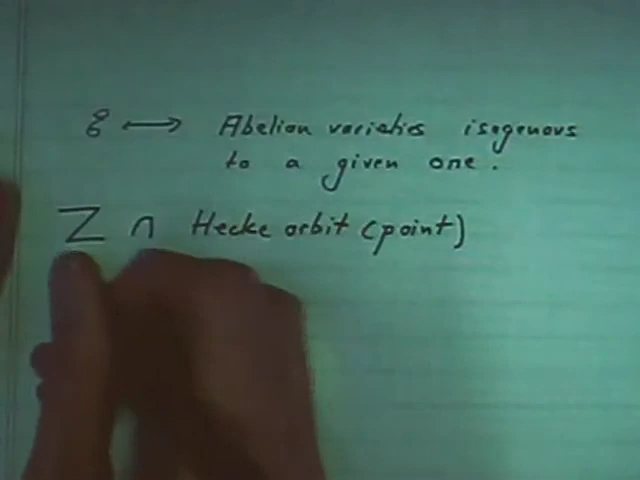 ⟷ Abelian varieties isogenous
to a given one.
Z ∩ Hecke orbit (point)